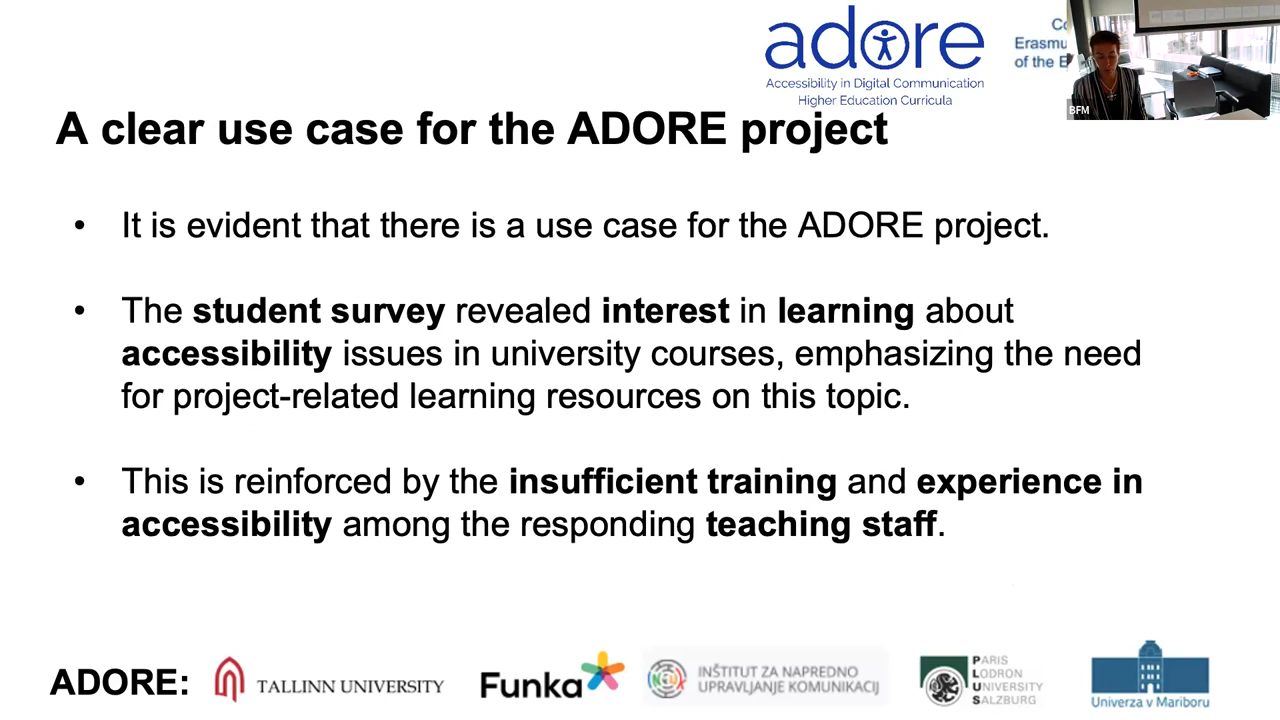 adore
Accessibility in Digital Communication
Higher Education Curricula
Co
Erasmu
of the E
BFM
A clear use case for the ADORE project
• It is evident that there is a use case for the ADORE project.
• The student survey revealed interest in learning about
accessibility issues in university courses, emphasizing the need
for project-related learning resources on this topic.
• This is reinforced by the insufficient training and experience in
accessibility among the responding teaching staff.
ADORE:
TALLINN UNIVERSITY
Funka
INŠTITUT ZA NAPREDNO
UPRAVLJANJE KOMUNIKACIJ
PLUS
PARIS
LODRON
UNIVERSITY
SALZBURG
Univerza v Mariboru